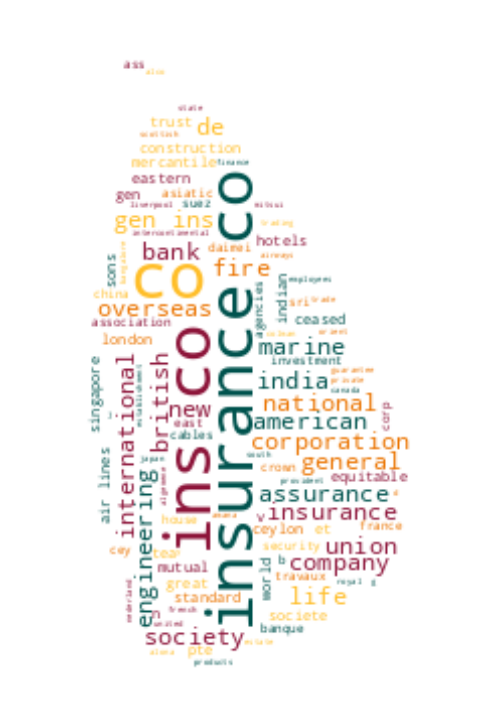 ass
state
trust
de
scottish
construction
mercantile
finance
eastern
gen
asiatic
liverpool
suez
mitsui
gen ins
trading
intercontinental
bank
daimei
hotels
airways
sons
bangalore
co
fire
indian
employees
china
agencies
sri
trade
overseas
ceased
association
london
orient
marine
singapore
international
british
investment
guarantee
private
india
canada
new
national
corp
east
american
cables
corporation
air lines
engineering
japan
south
crown
general
president
equitable
assurance
ins co
insurance co
insurance
v
house
ceylon
et
france
cey
tea
security
union
mutual
b
company
world
travaux
great
royal
g
nederland
standard
life
n
french
societe
united
society
banque
estate
pte
products